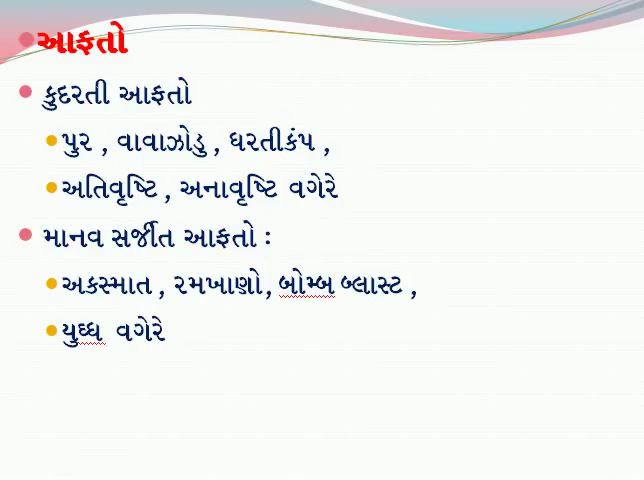 આફતો
કુદરતી આફતો
પુર , વાવાઝોડુ , ધરતીકંપ ,
અતિવૃષ્ટિ , અનાવૃષ્ટિ વગેરે
માનવ સર્જીત આફતો :
અકસ્માત , રમખાણો, બોમ્બ બ્લાસ્ટ ,
યુઘ્ધ વગેરે